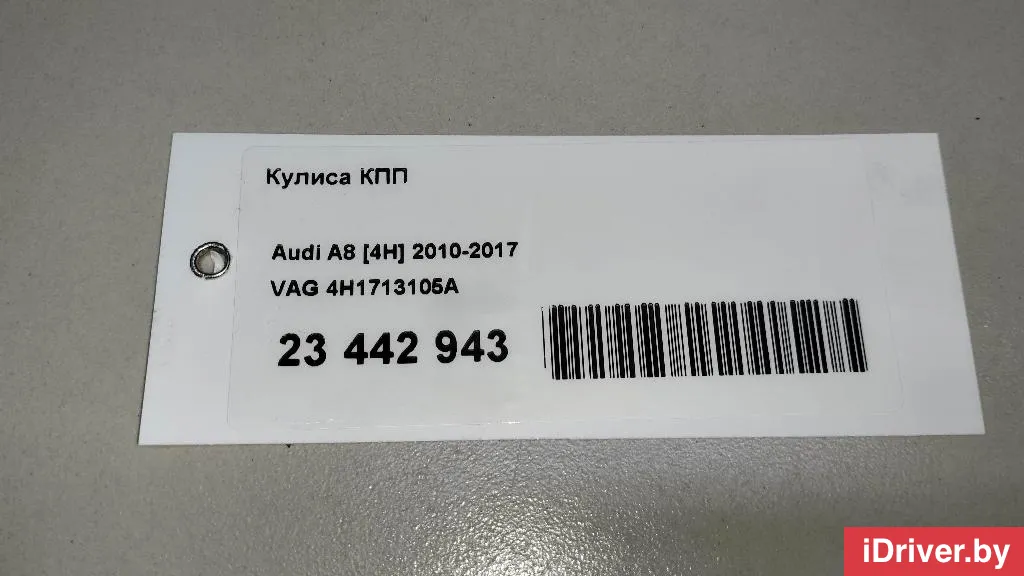 Кулиса КПП
Audi A8 [4H] 2010-2017
VAG 4H1713105A
23 442 943
iDriver.by